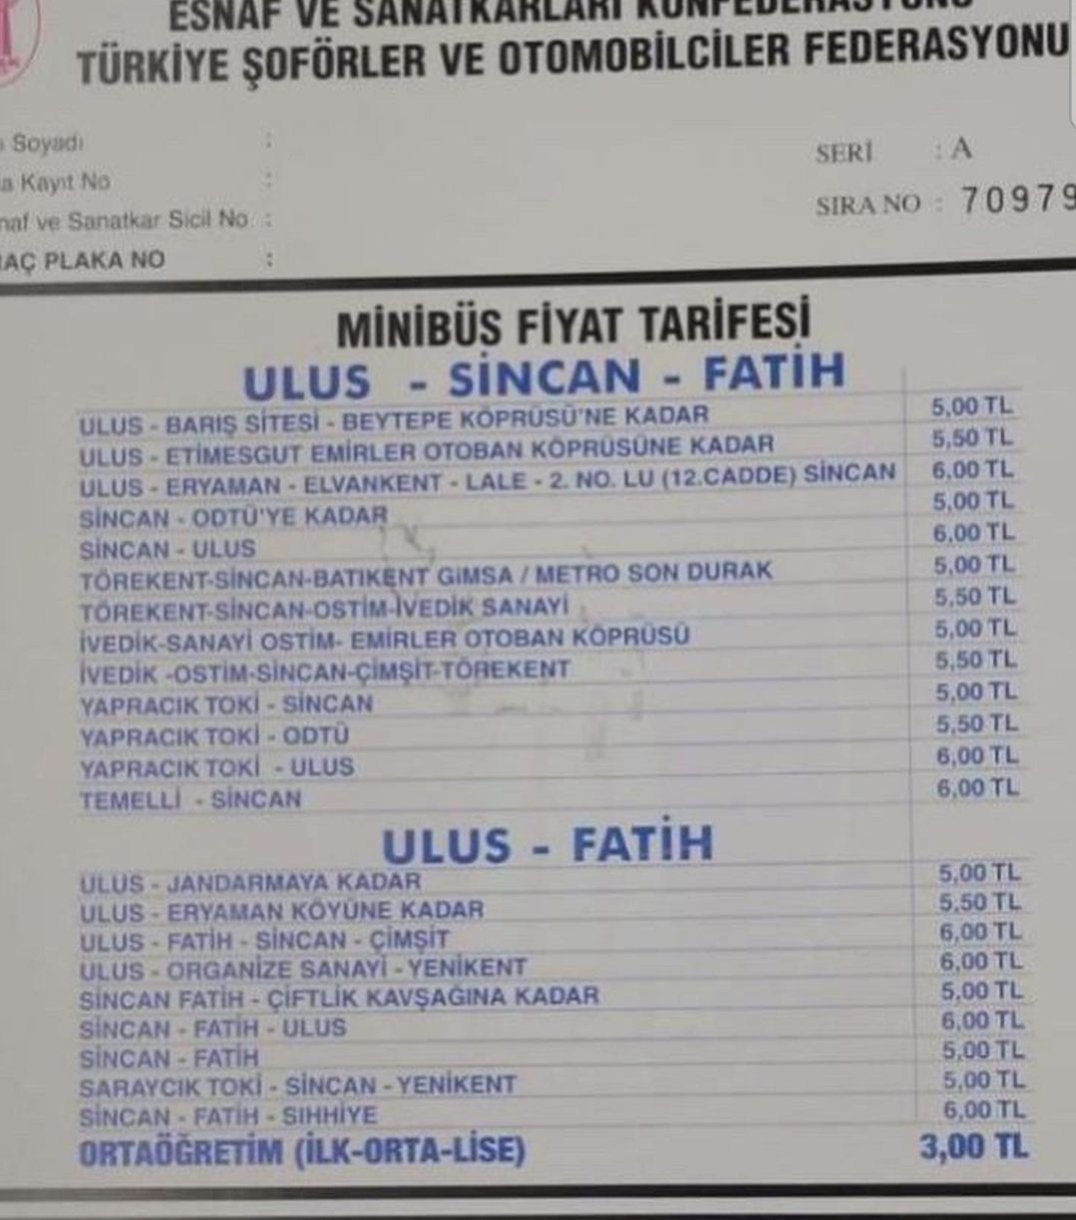 ESNAF VE SANATKARLARI KONFEDERASYONU
TÜRKİYE ŞOFÖRLER VE OTOMOBİLCİLER FEDERASYONU
Soyadı :
Kayıt No :
ve Sanatkar Sicil No :
PLAKA NO :
SERİ : A
SIRA NO : 70979
MİNİBÜS FİYAT TARİFESİ
ULUS - SİNCAN - FATİH
ULUS - BARIŞ SİTESİ - BEYTEPE KÖPRÜSÜ'NE KADAR 5,00 TL
ULUS - ETİMESGUT EMİRLER OTOBAN KÖPRÜSÜNE KADAR 5,50 TL
ULUS - ERYAMAN - ELVANKENT - LALE - 2. NO. LU (12.CADDE) SİNCAN 6,00 TL
SİNCAN - ODTÜ'YE KADAR 5,00 TL
SİNCAN - ULUS 6,00 TL
TÖREKENT-SİNCAN-BATIKENT GİMSA / METRO SON DURAK 5,00 TL
TÖREKENT-SİNCAN-OSTİM-İVEDİK SANAYİ 5,50 TL
İVEDİK-SANAYİ OSTİM- EMİRLER OTOBAN KÖPRÜSÜ 5,00 TL
İVEDİK -OSTİM-SİNCAN-ÇİMŞİT-TÖREKENT 5,50 TL
YAPRACIK TOKİ - SİNCAN 5,00 TL
YAPRACIK TOKİ - ODTÜ 5,50 TL
YAPRACIK TOKİ - ULUS 6,00 TL
TEMELLİ - SİNCAN 6,00 TL
ULUS - FATİH
ULUS - JANDARMAYA KADAR 5,00 TL
ULUS - ERYAMAN KÖYÜNE KADAR 5,50 TL
ULUS - FATİH - SİNCAN - ÇİMŞİT 6,00 TL
ULUS - ORGANİZE SANAYİ - YENİKENT 6,00 TL
SİNCAN FATİH - ÇİFTLİK KAVŞAĞINA KADAR 5,00 TL
SİNCAN - FATİH - ULUS 6,00 TL
SİNCAN - FATİH 5,00 TL
SARAYCIK TOKİ - SİNCAN - YENİKENT 5,00 TL
SİNCAN - FATİH - SIHHİYE 6,00 TL
ORTAÖĞRETİM (İLK-ORTA-LİSE) 3,00 TL